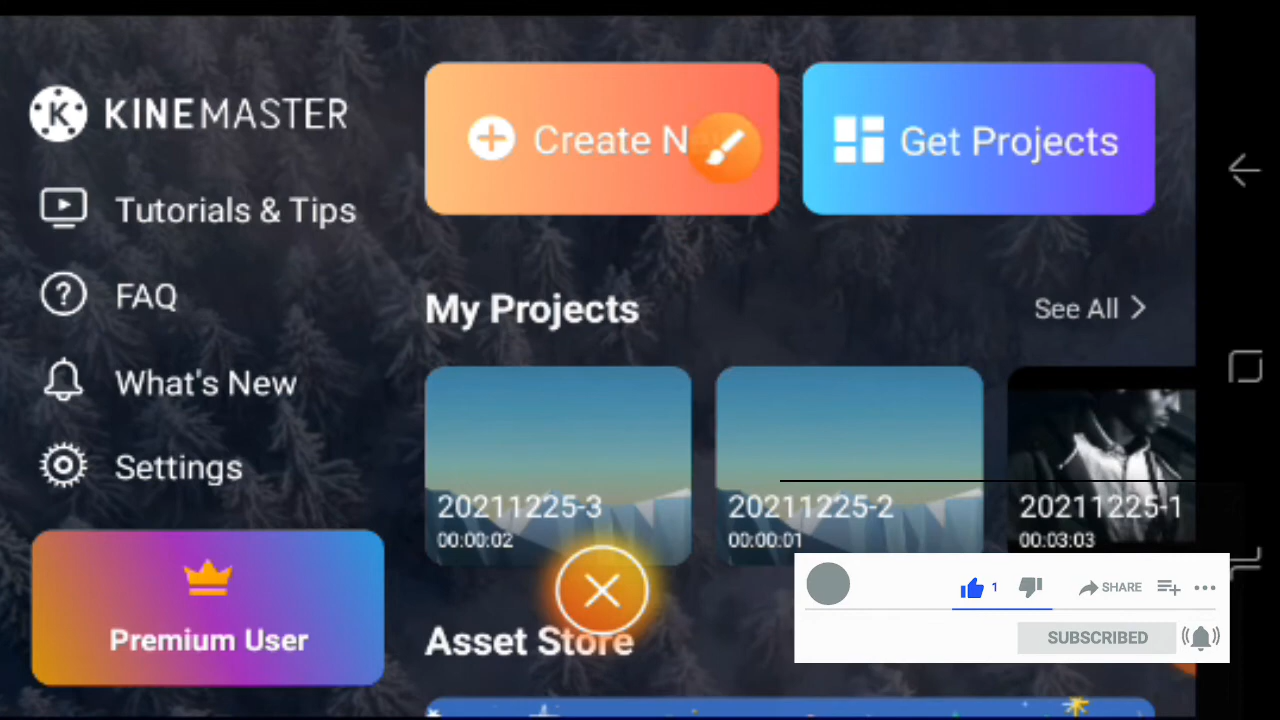 KINEMASTER
Tutorials & Tips
FAQ
What's New
Settings
Premium User
Create N
Get Projects
My Projects
See All
20211225-3
00:00:02
20211225-2
00:00:01
20211225-1
00:03:03
Asset Store
1
SHARE
SUBSCRIBED